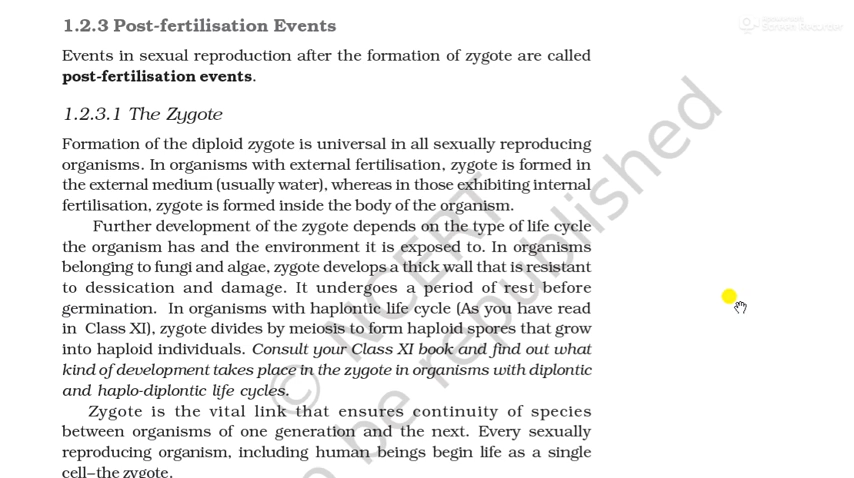 1.2.3 Post-fertilisation Events
Events in sexual reproduction after the formation of zygote are called
post-fertilisation events.
1.2.3.1 The Zygote
Formation of the diploid zygote is universal in all sexually reproducing
organisms. In organisms with external fertilisation, zygote is formed in
the external medium (usually water), whereas in those exhibiting internal
fertilisation, zygote is formed inside the body of the organism.
Further development of the zygote depends on the type of life cycle
the organism has and the environment it is exposed to. In organisms
belonging to fungi and algae, zygote develops a thick wall that is resistant
to dessication and damage. It undergoes a period of rest before
germination. In organisms with haplontic life cycle (As you have read
in Class XI), zygote divides by meiosis to form haploid spores that grow
into haploid individuals. Consult your Class XI book and find out what
kind of development takes place in the zygote in organisms with diplontic
and haplo-diplontic life cycles.
Zygote is the vital link that ensures continuity of species
between organisms of one generation and the next. Every sexually
reproducing organism, including human beings begin life as a single
cell–the zygote.
© NCERT
o be republished
Screen Recorder